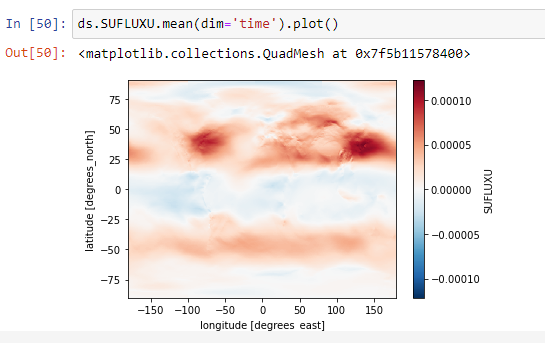 In [50]: ds.SUFLUXU.mean(dim='time').plot()
Out[50]: <matplotlib.collections.QuadMesh at 0x7f5b11578400>
75
50
25
0
−25
−50
−75
latitude [degrees_north]
−150 −100 −50 0 50 100 150
longitude [degrees_east]
0.00010
0.00005
0.00000
−0.00005
−0.00010
SUFLUXU